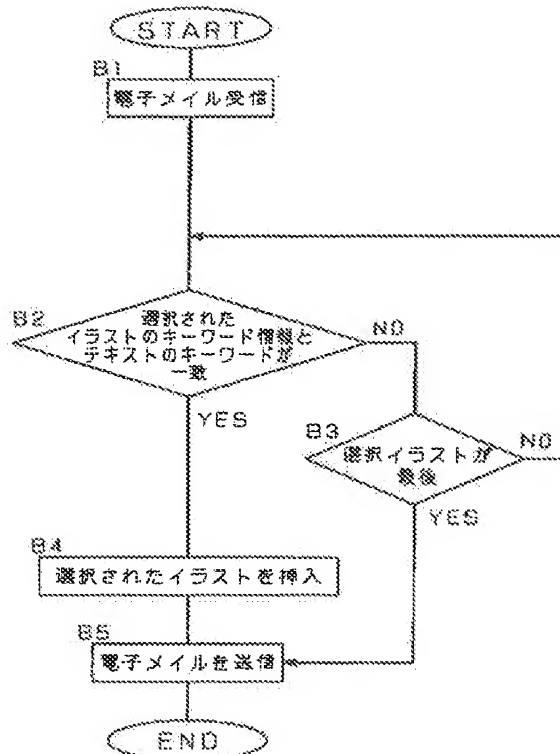 START
B1
電子メイル受信
B2
選択された
イラストのキーワード情報と
テキストのキーワードが
一致
NO
YES
B3
選択イラストが
最後
NO
YES
B4
選択されたイラストを挿入
B5
電子メイルを送信
END